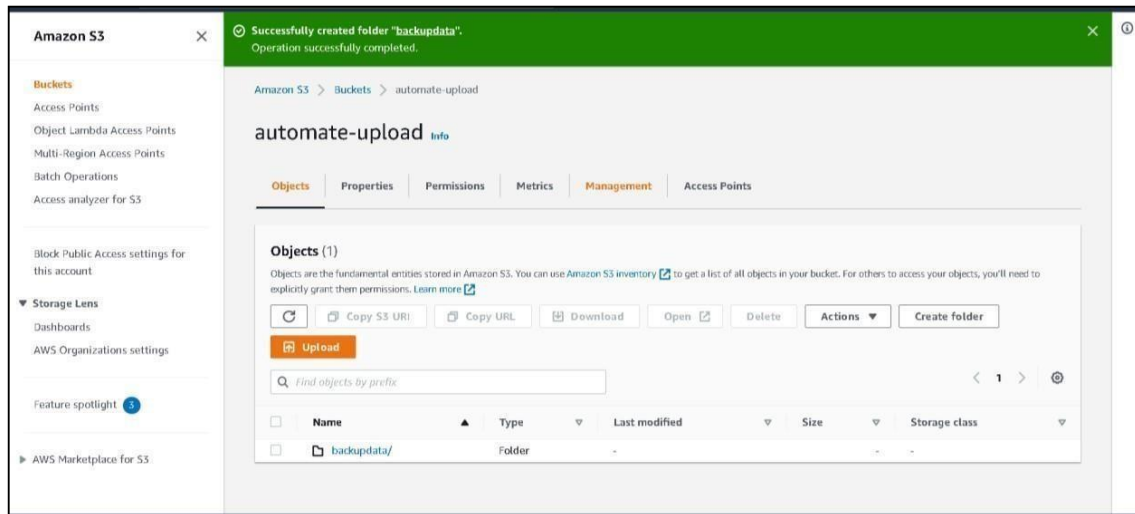 Amazon S3
Buckets
Access Points
Object Lambda Access Points
Multi-Region Access Points
Batch Operations
Access analyzer for S3
Block Public Access settings for
this account
Storage Lens
Dashboards
AWS Organizations settings
Feature spotlight 3
AWS Marketplace for S3
Successfully created folder "backupdata".
Operation successfully completed.
Amazon S3 > Buckets > automate-upload
automate-upload Info
Objects Properties Permissions Metrics Management Access Points
Objects (1)
Objects are the fundamental entities stored in Amazon S3. You can use Amazon S3 inventory to get a list of all objects in your bucket. For others to access your objects, you'll need to
explicitly grant them permissions. Learn more
Copy S3 URI Copy URL Download Open Delete Actions Create folder
Upload
Find objects by prefix < 1 >
Name Type Last modified Size Storage class
backupdata/ Folder - - -